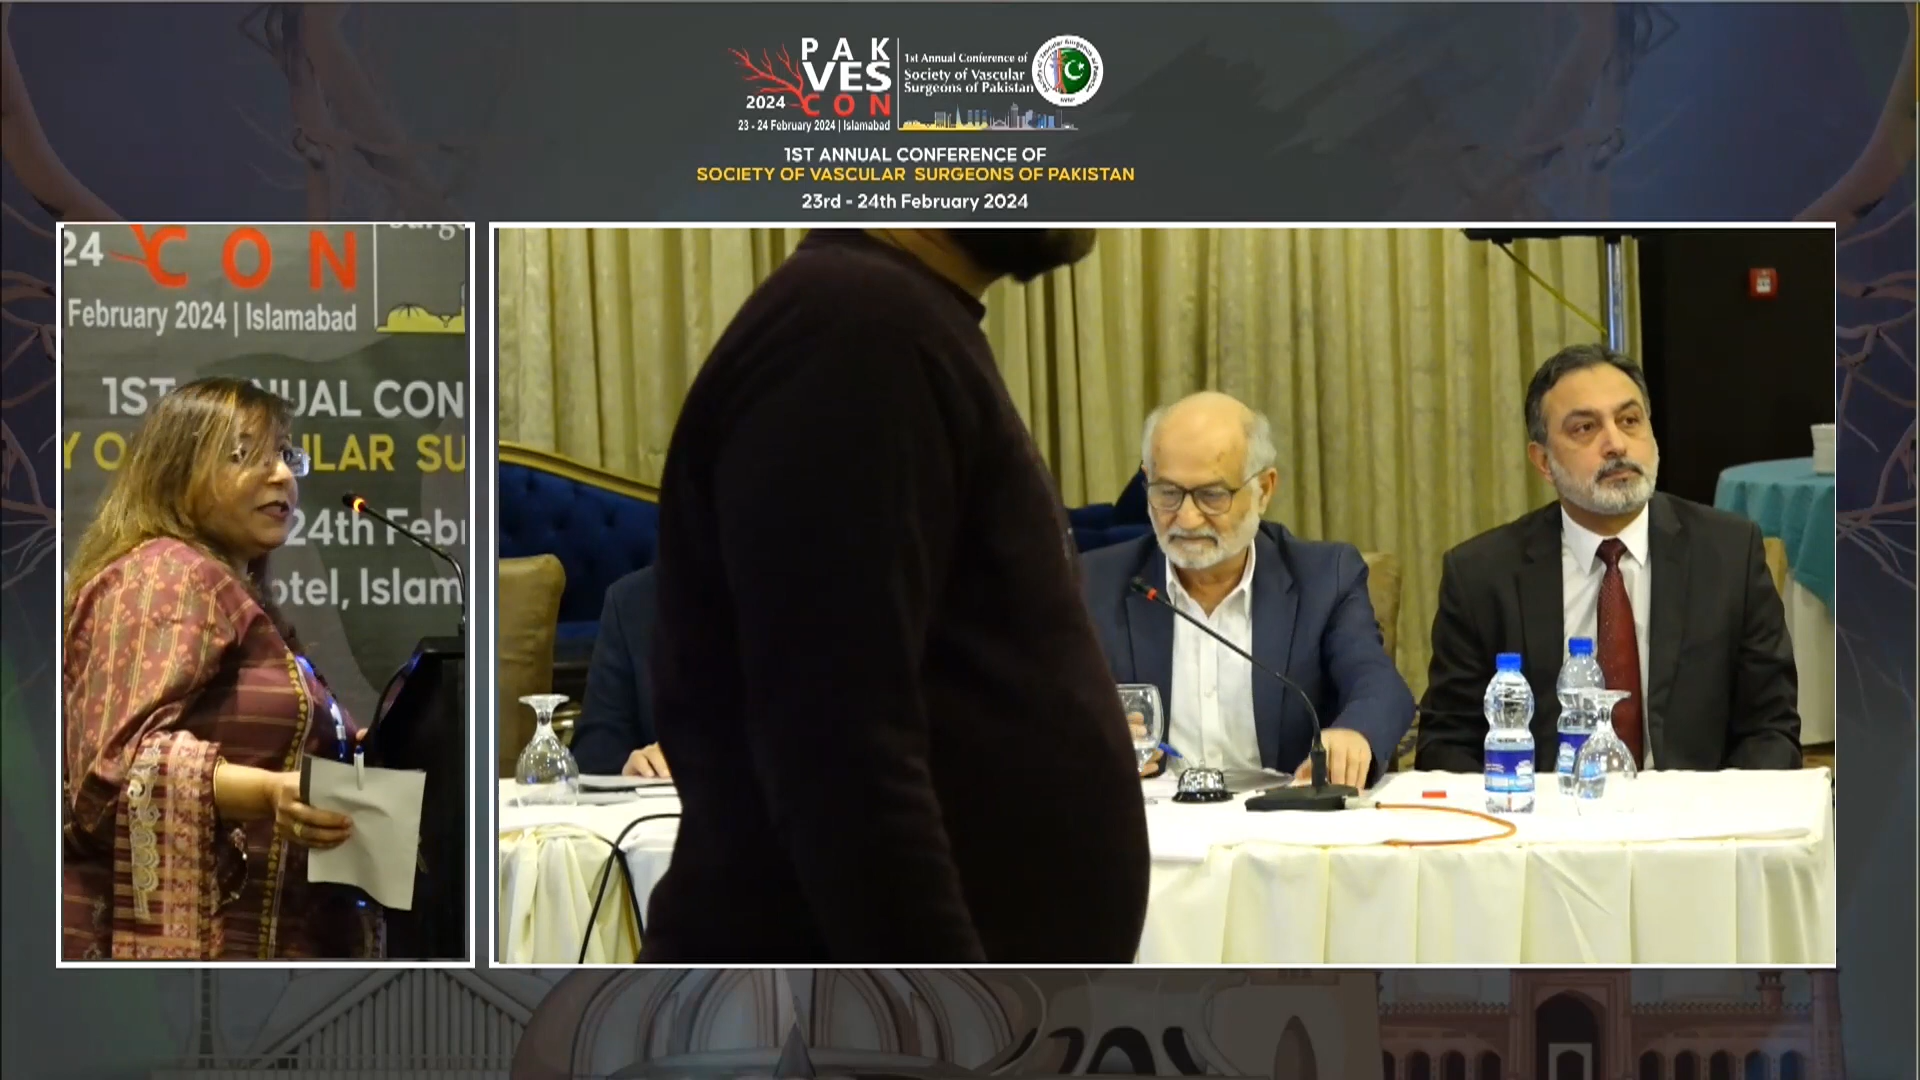 PAK
VES
2024 CON
23 - 24 February 2024 | Islamabad
1st Annual Conference of
Society of Vascular
Surgeons of Pakistan
1ST ANNUAL CONFERENCE OF
SOCIETY OF VASCULAR SURGEONS OF PAKISTAN
23rd - 24th February 2024
24 CON
February 2024 | Islamabad
1ST NUAL CON
Y O LAR SU
24th Febr
otel, Islam